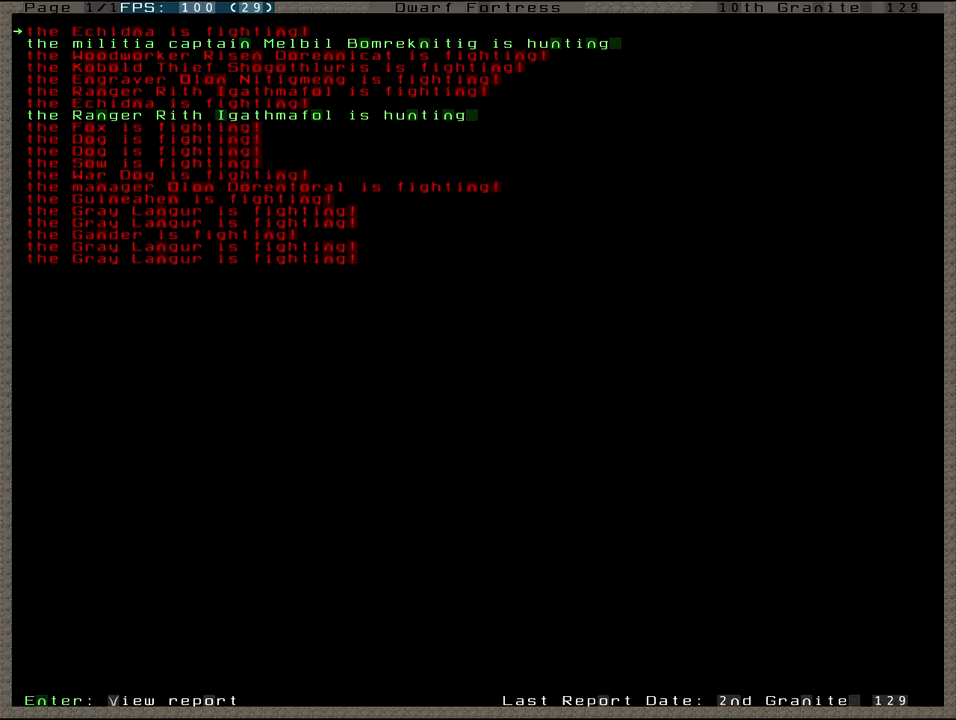 Page 1/1 FPS: 100 (29) Dwarf Fortress 10th Granite 129
the Echidna is fighting!
the militia captain Melbil Bomreknitig is hunting
the Woodworker Risen Dorennicat is fighting!
the Kobold Thief Shogothluris is fighting!
the Engraver Olon Nitigmeng is fighting!
the Ranger Rith Igathmafol is fighting!
the Echidna is fighting!
the Ranger Rith Igathmafol is hunting
the Fox is fighting!
the Dog is fighting!
the Dog is fighting!
the Sow is fighting!
the War Dog is fighting!
the manager Olon Dorentoral is fighting!
the Guineahen is fighting!
the Gray Langur is fighting!
the Gray Langur is fighting!
the Gander is fighting!
the Gray Langur is fighting!
the Gray Langur is fighting!
Enter: View report Last Report Date: 2nd Granite 129